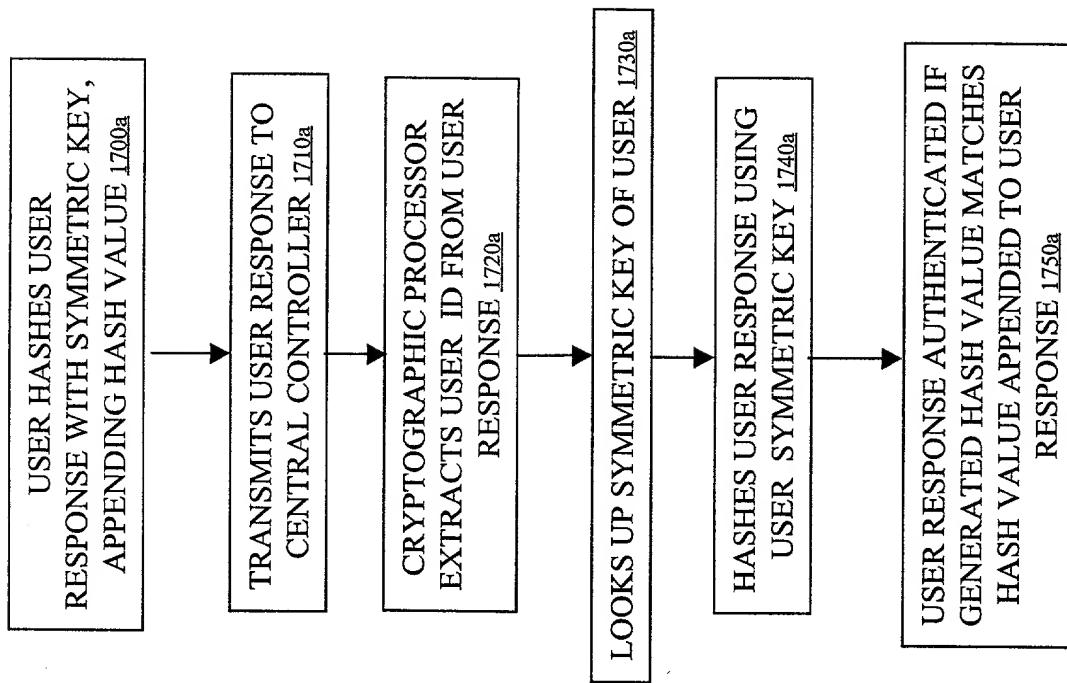 USER HASHES USER
RESPONSE WITH SYMMETRIC KEY,
APPENDING HASH VALUE 1700a
TRANSMITS USER RESPONSE TO
CENTRAL CONTROLLER 1710a
CRYPTOGRAPHIC PROCESSOR
EXTRACTS USER ID FROM USER
RESPONSE 1720a
LOOKS UP SYMMETRIC KEY OF USER 1730a
HASHES USER RESPONSE USING
USER SYMMETRIC KEY 1740a
USER RESPONSE AUTHENTICATED IF
GENERATED HASH VALUE MATCHES
HASH VALUE APPENDED TO USER
RESPONSE 1750a